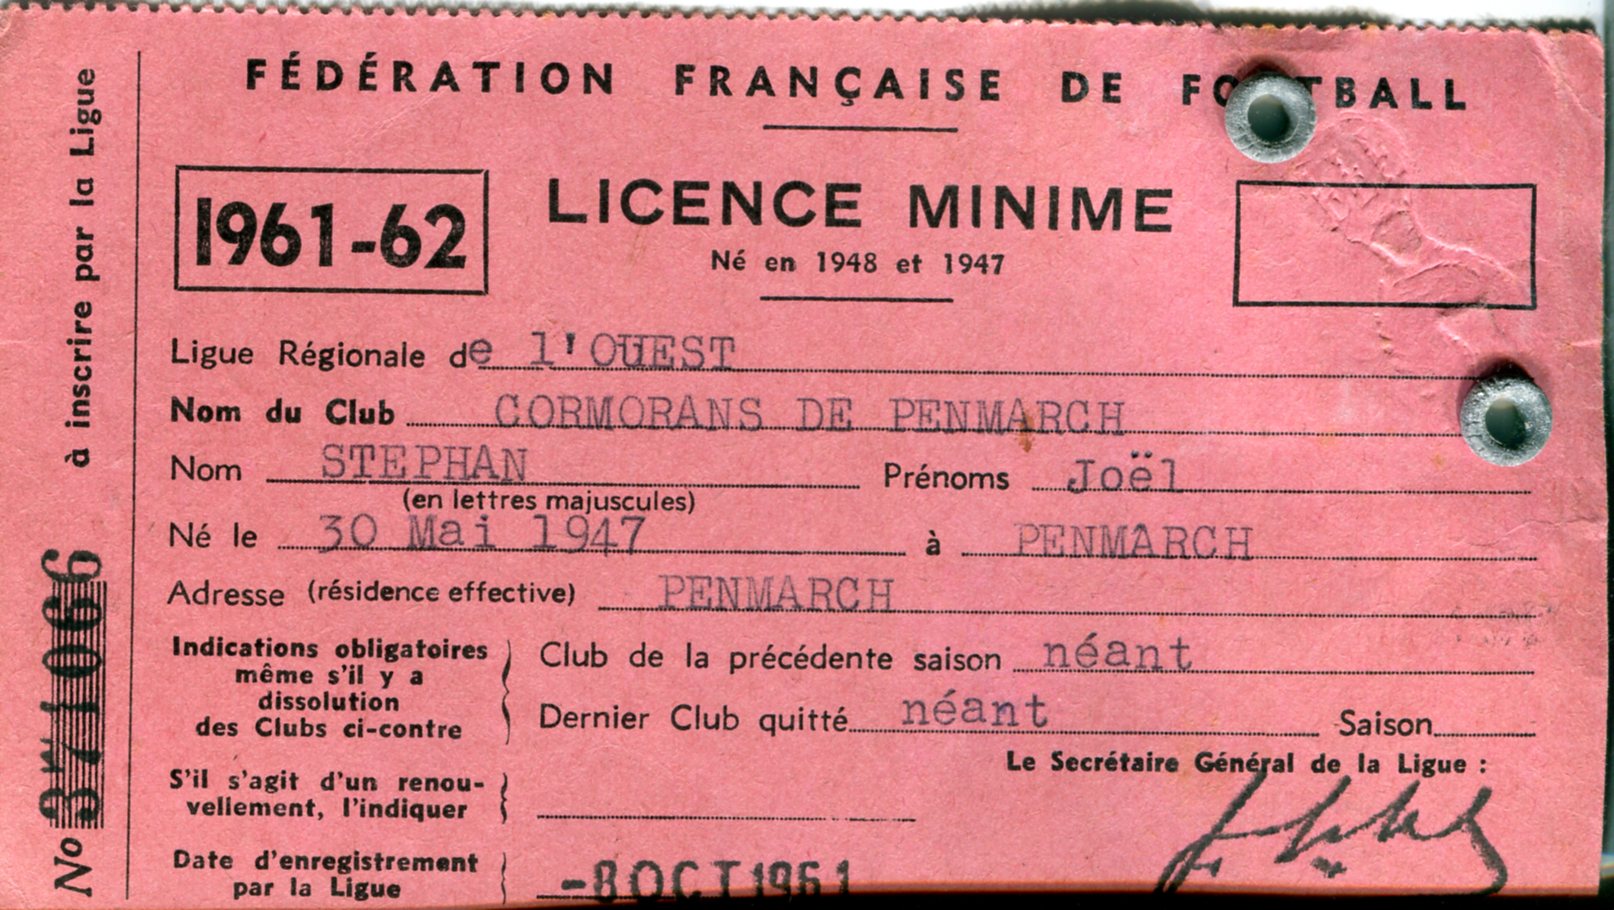 FÉDÉRATION FRANÇAISE DE FOOTBALL
1961-62
LICENCE MINIME
Né en 1948 et 1947
Ligue Régionale de l'OUEST
Nom du Club CORMORANS DE PENMARCH
Nom STEPHAN Prénoms Joël
(en lettres majuscules)
Né le 30 Mai 1947 à PENMARCH
Adresse (résidence effective) PENMARCH
Indications obligatoires
même s'il y a
dissolution
des Clubs ci-contre
Club de la précédente saison néant
Dernier Club quitté néant Saison
Le Secrétaire Général de la Ligue :
S'il s'agit d'un renou-
vellement, l'indiquer
Date d'enregistrement
par la Ligue
-8 OCT 1961
No 371066 à inscrire par la Ligue